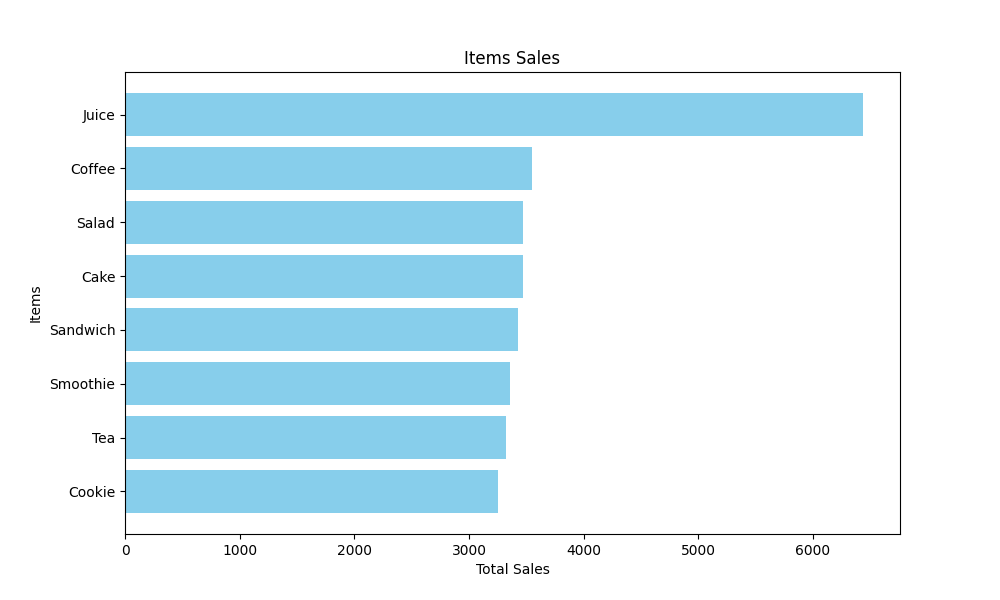 Items Sales
Juice
Coffee
Salad
Cake
Sandwich
Smoothie
Tea
Cookie
Items
0 1000 2000 3000 4000 5000 6000
Total Sales